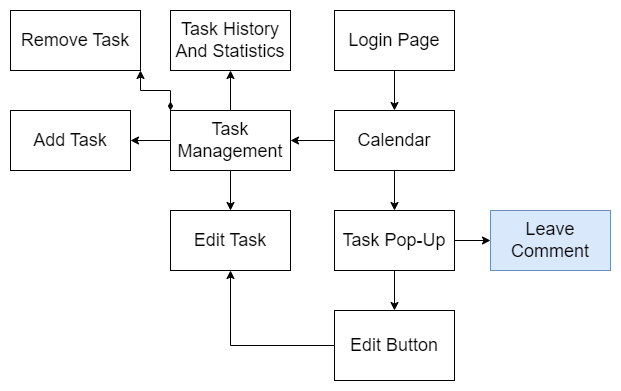 Remove Task
Task History
And Statistics
Login Page
Add Task
Task
Management
Calendar
Edit Task
Task Pop-Up
Leave
Comment
Edit Button